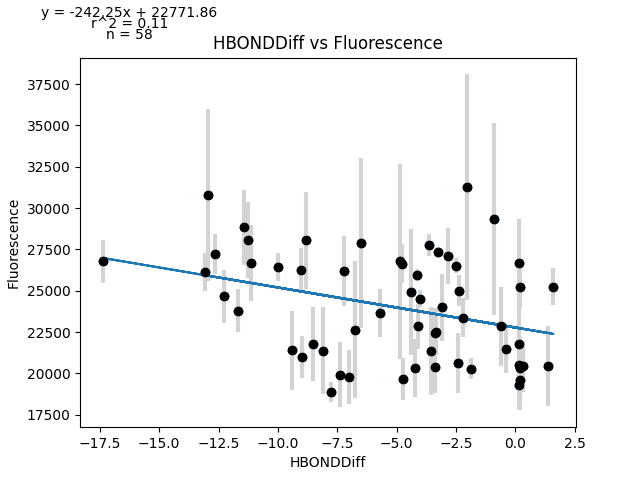 y = -242.25x + 22771.86
r^2 = 0.11
n = 58
HBONDDiff vs Fluorescence
37500
35000
32500
30000
27500
25000
22500
20000
17500
Fluorescence
−17.5 −15.0 −12.5 −10.0 −7.5 −5.0 −2.5 0.0 2.5
HBONDDiff